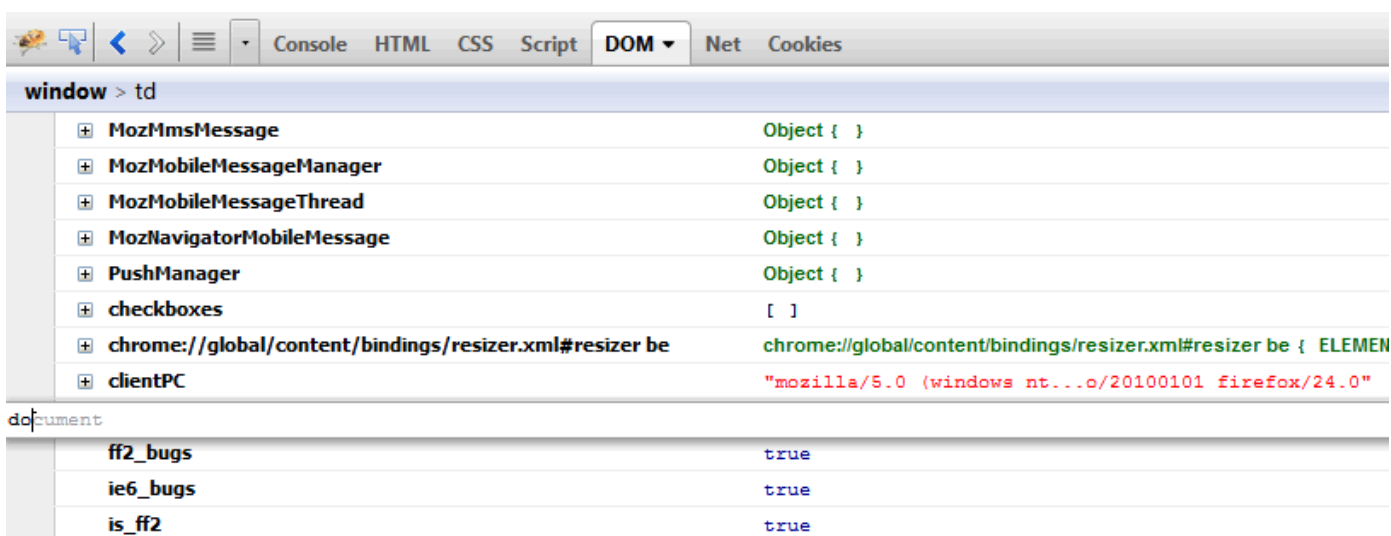 Console HTML CSS Script DOM Net Cookies
window > td
MozMmsMessage Object { }
MozMobileMessageManager Object { }
MozMobileMessageThread Object { }
MozNavigatorMobileMessage Object { }
PushManager Object { }
checkboxes [ ]
chrome://global/content/bindings/resizer.xml#resizer be chrome://global/content/bindings/resizer.xml#resizer be { ELEMEN
clientPC "mozilla/5.0 (windows nt...o/20100101 firefox/24.0"
document
ff2_bugs true
ie6_bugs true
is_ff2 true